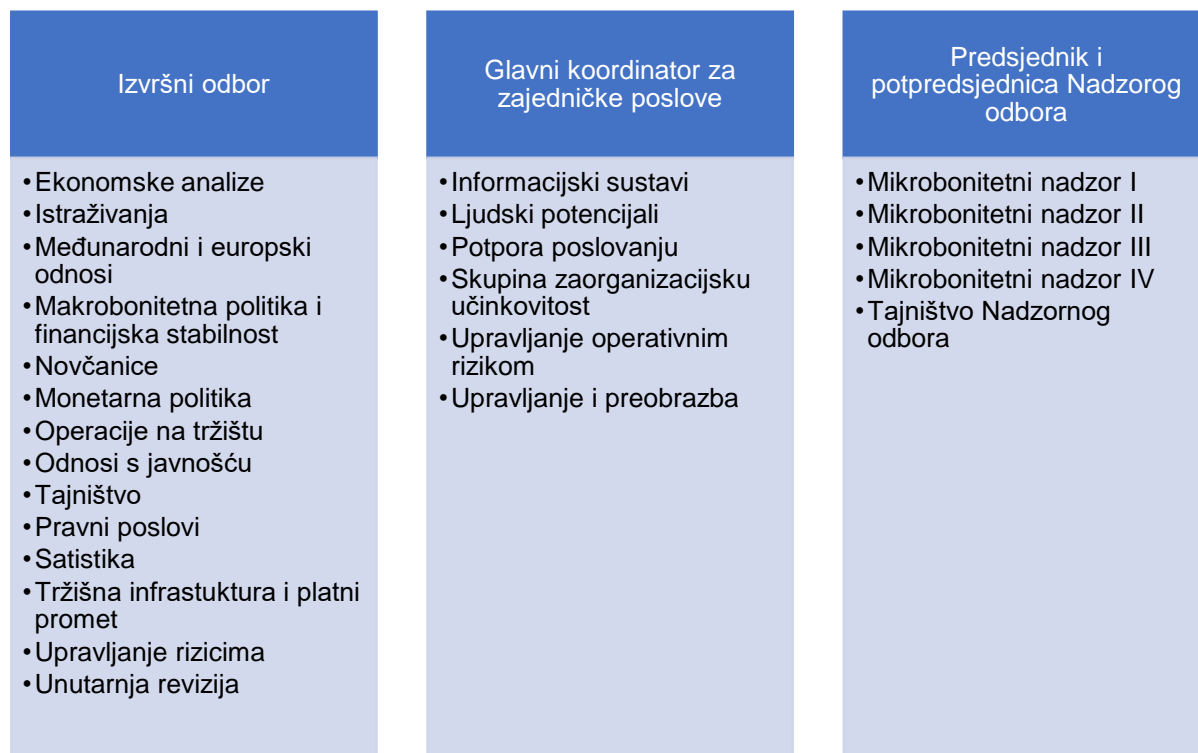 Izvršni odbor
•Ekonomske analize
•Istraživanja
•Međunarodni i europski
odnosi
•Makrobonitetna politika i
financijska stabilnost
•Novčanice
•Monetarna politika
•Operacije na tržištu
•Odnosi s javnošću
•Tajništvo
•Pravni poslovi
•Satistika
•Tržišna infrastuktura i platni
promet
•Upravljanje rizicima
•Unutarnja revizija
Glavni koordinator za
zajedničke poslove
•Informacijski sustavi
•Ljudski potencijali
•Potpora poslovanju
•Skupina zaorganizacijsku
učinkovitost
•Upravljanje operativnim
rizikom
•Upravljanje i preobrazba
Predsjednik i
potpredsjednica Nadzorog
odbora
•Mikrobonitetni nadzor I
•Mikrobonitetni nadzor II
•Mikrobonitetni nadzor III
•Mikrobonitetni nadzor IV
•Tajništvo Nadzornog
odbora